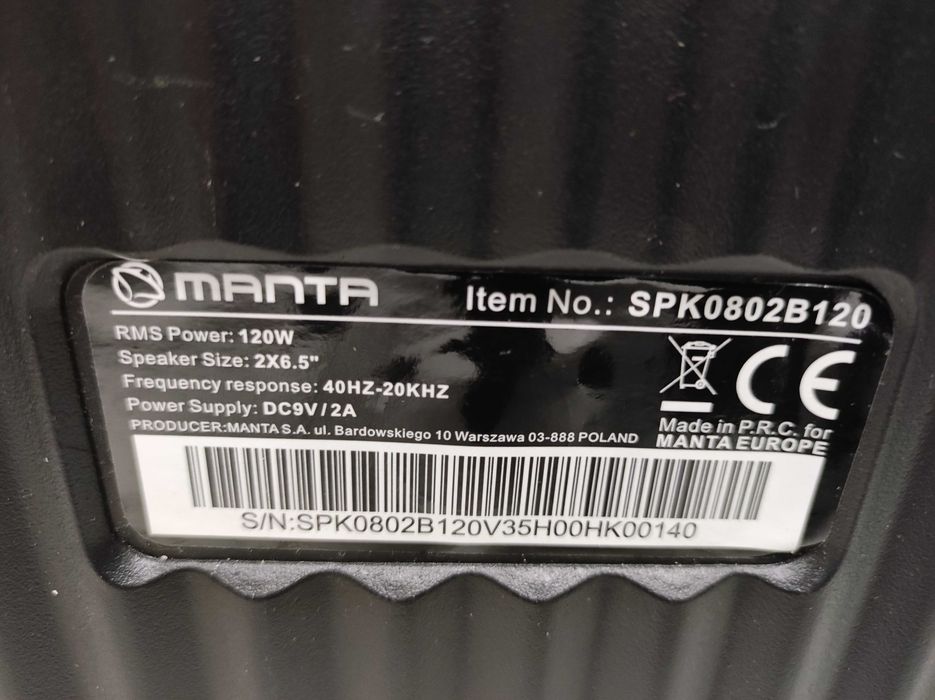 MANTA
Item No.: SPK0802B120
RMS Power: 120W
Speaker Size: 2X6.5"
Frequency response: 40HZ-20KHZ
Power Supply: DC9V/2A
PRODUCER:MANTA S.A. ul. Bardowskiego 10 Warszawa 03-888 POLAND
CE
Made in P.R.C. for
MANTA EUROPE
S/N:SPK0802B120V35H00HK00140